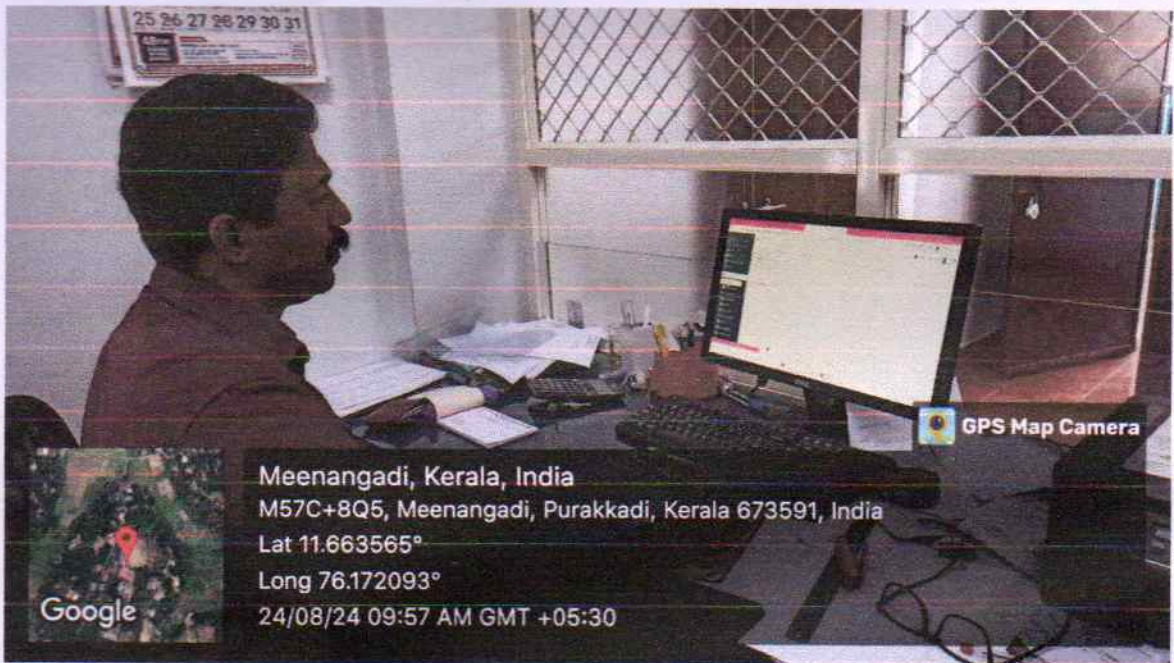 25 26 27 28 29 30 31
GPS Map Camera
Meenangadi, Kerala, India
M57C+8Q5, Meenangadi, Purakkadi, Kerala 673591, India
Lat 11.663565°
Long 76.172093°
24/08/24 09:57 AM GMT +05:30
Google